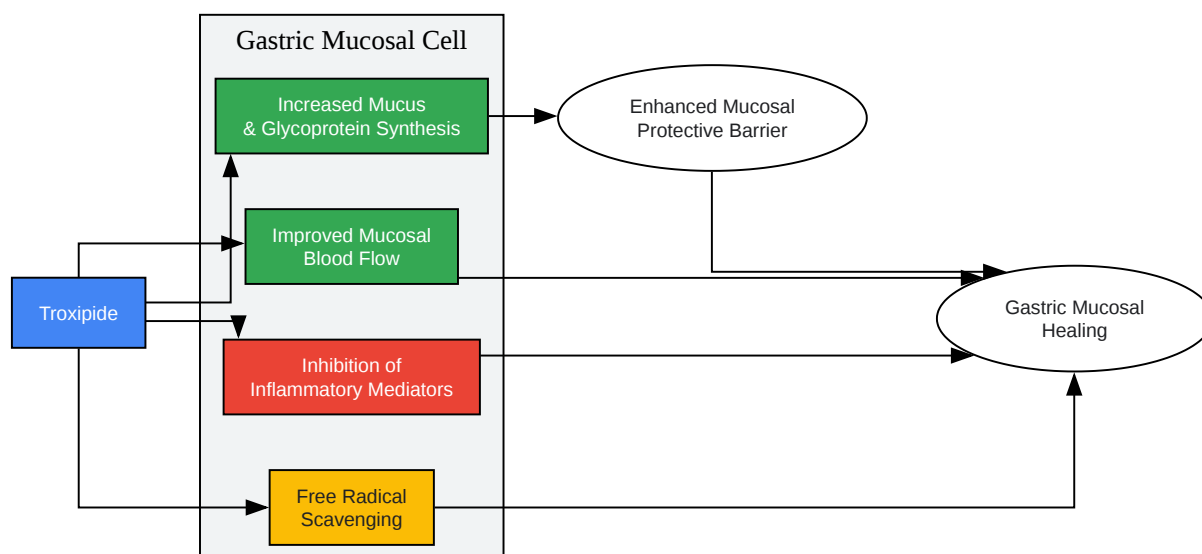 Gastric Mucosal Cell
Increased Mucus
& Glycoprotein Synthesis
Enhanced Mucosal
Protective Barrier
Improved Mucosal
Blood Flow
Troxipide
Gastric Mucosal
Healing
Inhibition of
Inflammatory Mediators
Free Radical
Scavenging